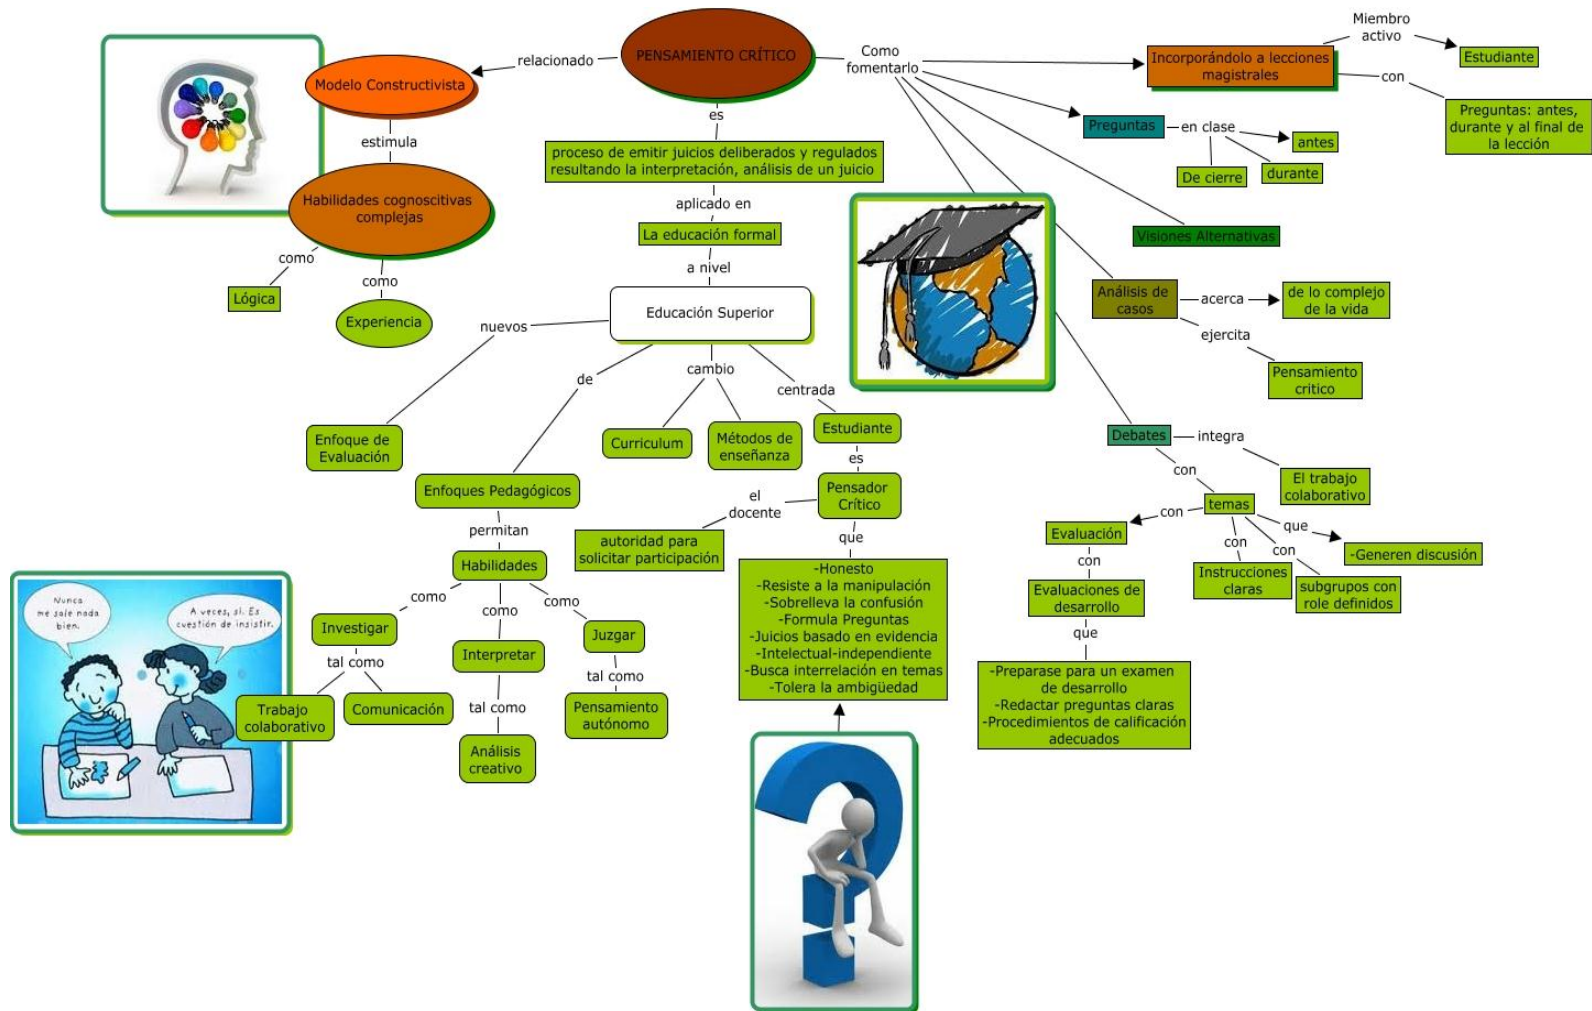 PENSAMIENTO CRÍTICO
relacionado
Modelo Constructivista
estimula
Habilidades cognoscitivas
complejas
como
Lógica
como
Experiencia
es
proceso de emitir juicios deliberados y regulados
resultando la interpretación, análisis de un juicio
aplicado en
La educación formal
a nivel
Educación Superior
nuevos
Enfoque de
Evaluación
de
Enfoques Pedagógicos
permitan
Habilidades
como
Investigar
tal como
Trabajo
colaborativo
Comunicación
como
Interpretar
tal como
Análisis
creativo
como
Juzgar
tal como
Pensamiento
autónomo
cambio
Curriculum
Métodos de
enseñanza
centrada
Estudiante
es
Pensador
Crítico
el
docente
autoridad para
solicitar participación
que
-Honesto
-Resiste a la manipulación
-Sobrelleva la confusión
-Formula Preguntas
-Juicios basado en evidencia
-Intelectual-independiente
-Busca interrelación en temas
-Tolera la ambigüedad
Como
fomentarlo
Incorporándolo a lecciones
magistrales
Miembro
activo
Estudiante
con
Preguntas: antes,
durante y al final de
la lección
Preguntas
en clase
antes
durante
De cierre
Visiones Alternativas
Análisis de
casos
acerca
de lo complejo
de la vida
ejercita
Pensamiento
critico
Debates
integra
El trabajo
colaborativo
con
temas
con
Evaluación
con
Evaluaciones de
desarrollo
que
-Preparase para un examen
de desarrollo
-Redactar preguntas claras
-Procedimientos de calificación
adecuados
con
Instrucciones
claras
con
subgrupos con
role definidos
que
-Generen discusión
Nunca
me sale nada
bien.
A veces, sí. Es
cuestión de insistir.